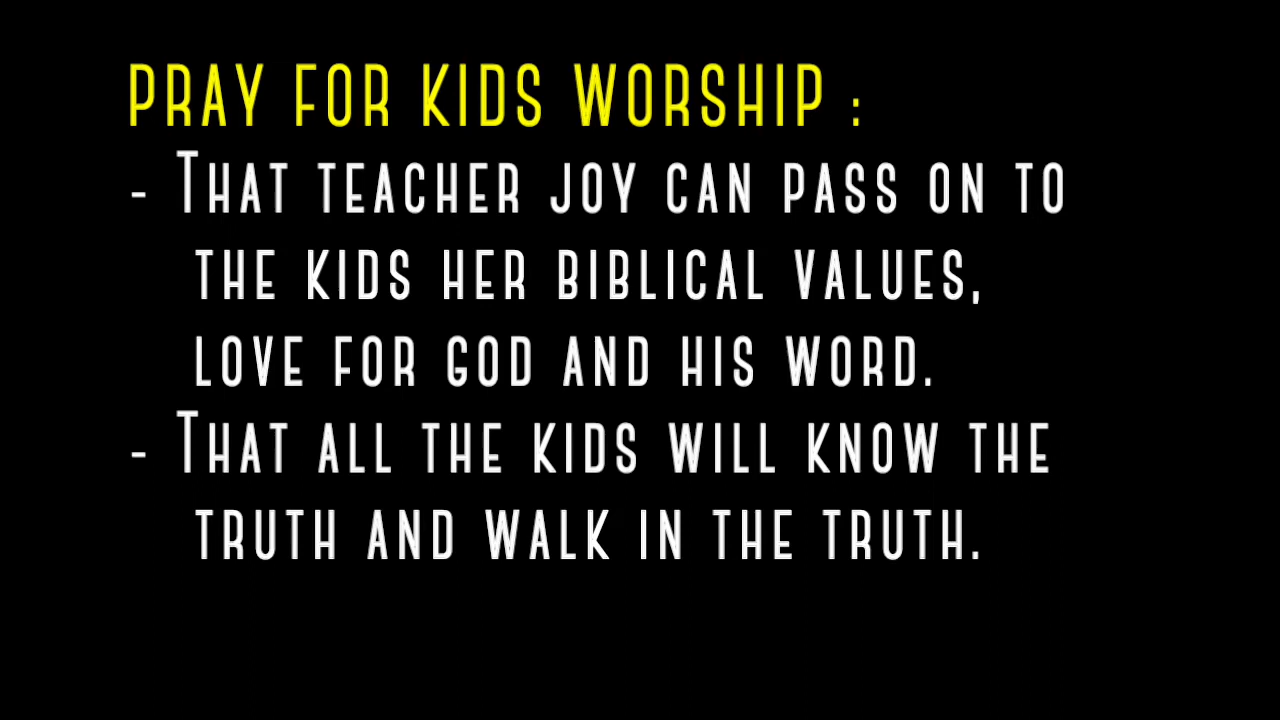 PRAY FOR KIDS WORSHIP :
- THAT TEACHER JOY CAN PASS ON TO
THE KIDS HER BIBLICAL VALUES,
LOVE FOR GOD AND HIS WORD.
- THAT ALL THE KIDS WILL KNOW THE
TRUTH AND WALK IN THE TRUTH.